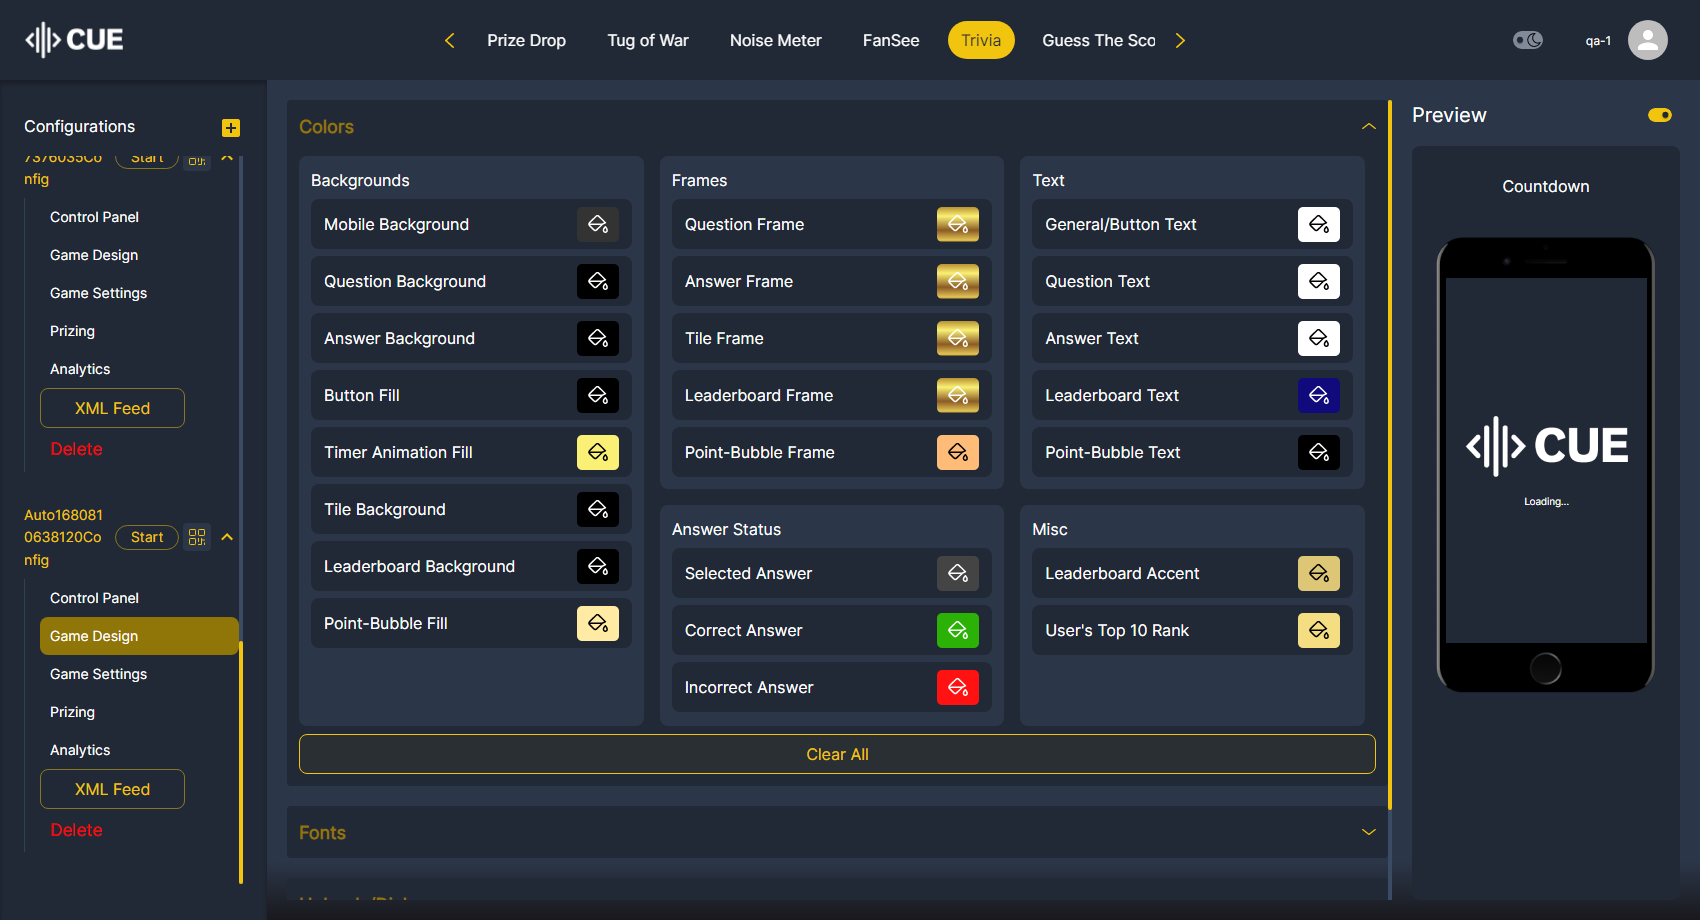 CUE
Prize Drop
Tug of War
Noise Meter
FanSee
Trivia
Guess The Sco
qa-1
Configurations
7376035Co
nfig
Start
Control Panel
Game Design
Game Settings
Prizing
Analytics
XML Feed
Delete
Auto168081
0638120Co
nfig
Start
Control Panel
Game Design
Game Settings
Prizing
Analytics
XML Feed
Delete
Colors
Backgrounds
Mobile Background
Question Background
Answer Background
Button Fill
Timer Animation Fill
Tile Background
Leaderboard Background
Point-Bubble Fill
Frames
Question Frame
Answer Frame
Tile Frame
Leaderboard Frame
Point-Bubble Frame
Text
General/Button Text
Question Text
Answer Text
Leaderboard Text
Point-Bubble Text
Answer Status
Selected Answer
Correct Answer
Incorrect Answer
Misc
Leaderboard Accent
User's Top 10 Rank
Clear All
Fonts
Preview
Countdown
CUE
Loading...